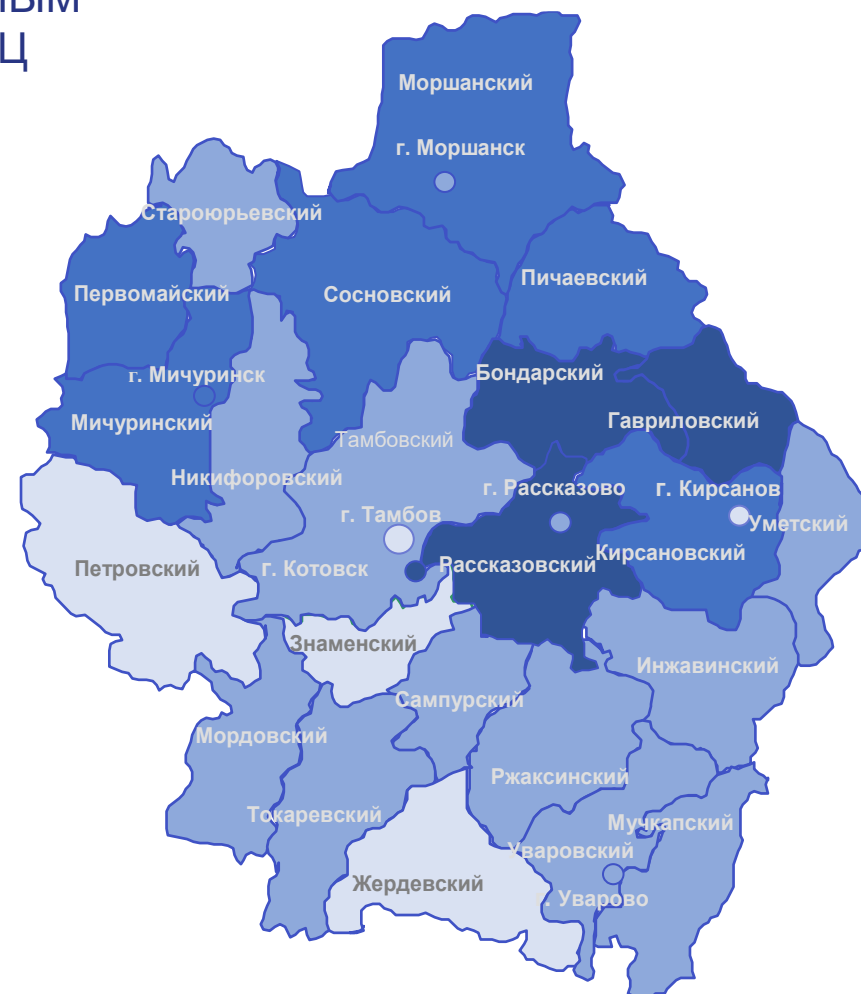 ЫМ
Ц
Моршанский
г. Моршанск
Староюрьевский
Пичаевский
Первомайский
Сосновский
г. Мичуринск
Бондарский
Мичуринский
Гавриловский
Тамбовский
Никифоровский
г. Рассказово
г. Кирсанов
г. Тамбов
Уметский
Кирсановский
Петровский
г. Котовск
Рассказовский
Знаменский
Инжавинский
Сампурский
Мордовский
Ржаксинский
Токаревский
Мучкапский
Уваровский
Жердевский
г. Уварово